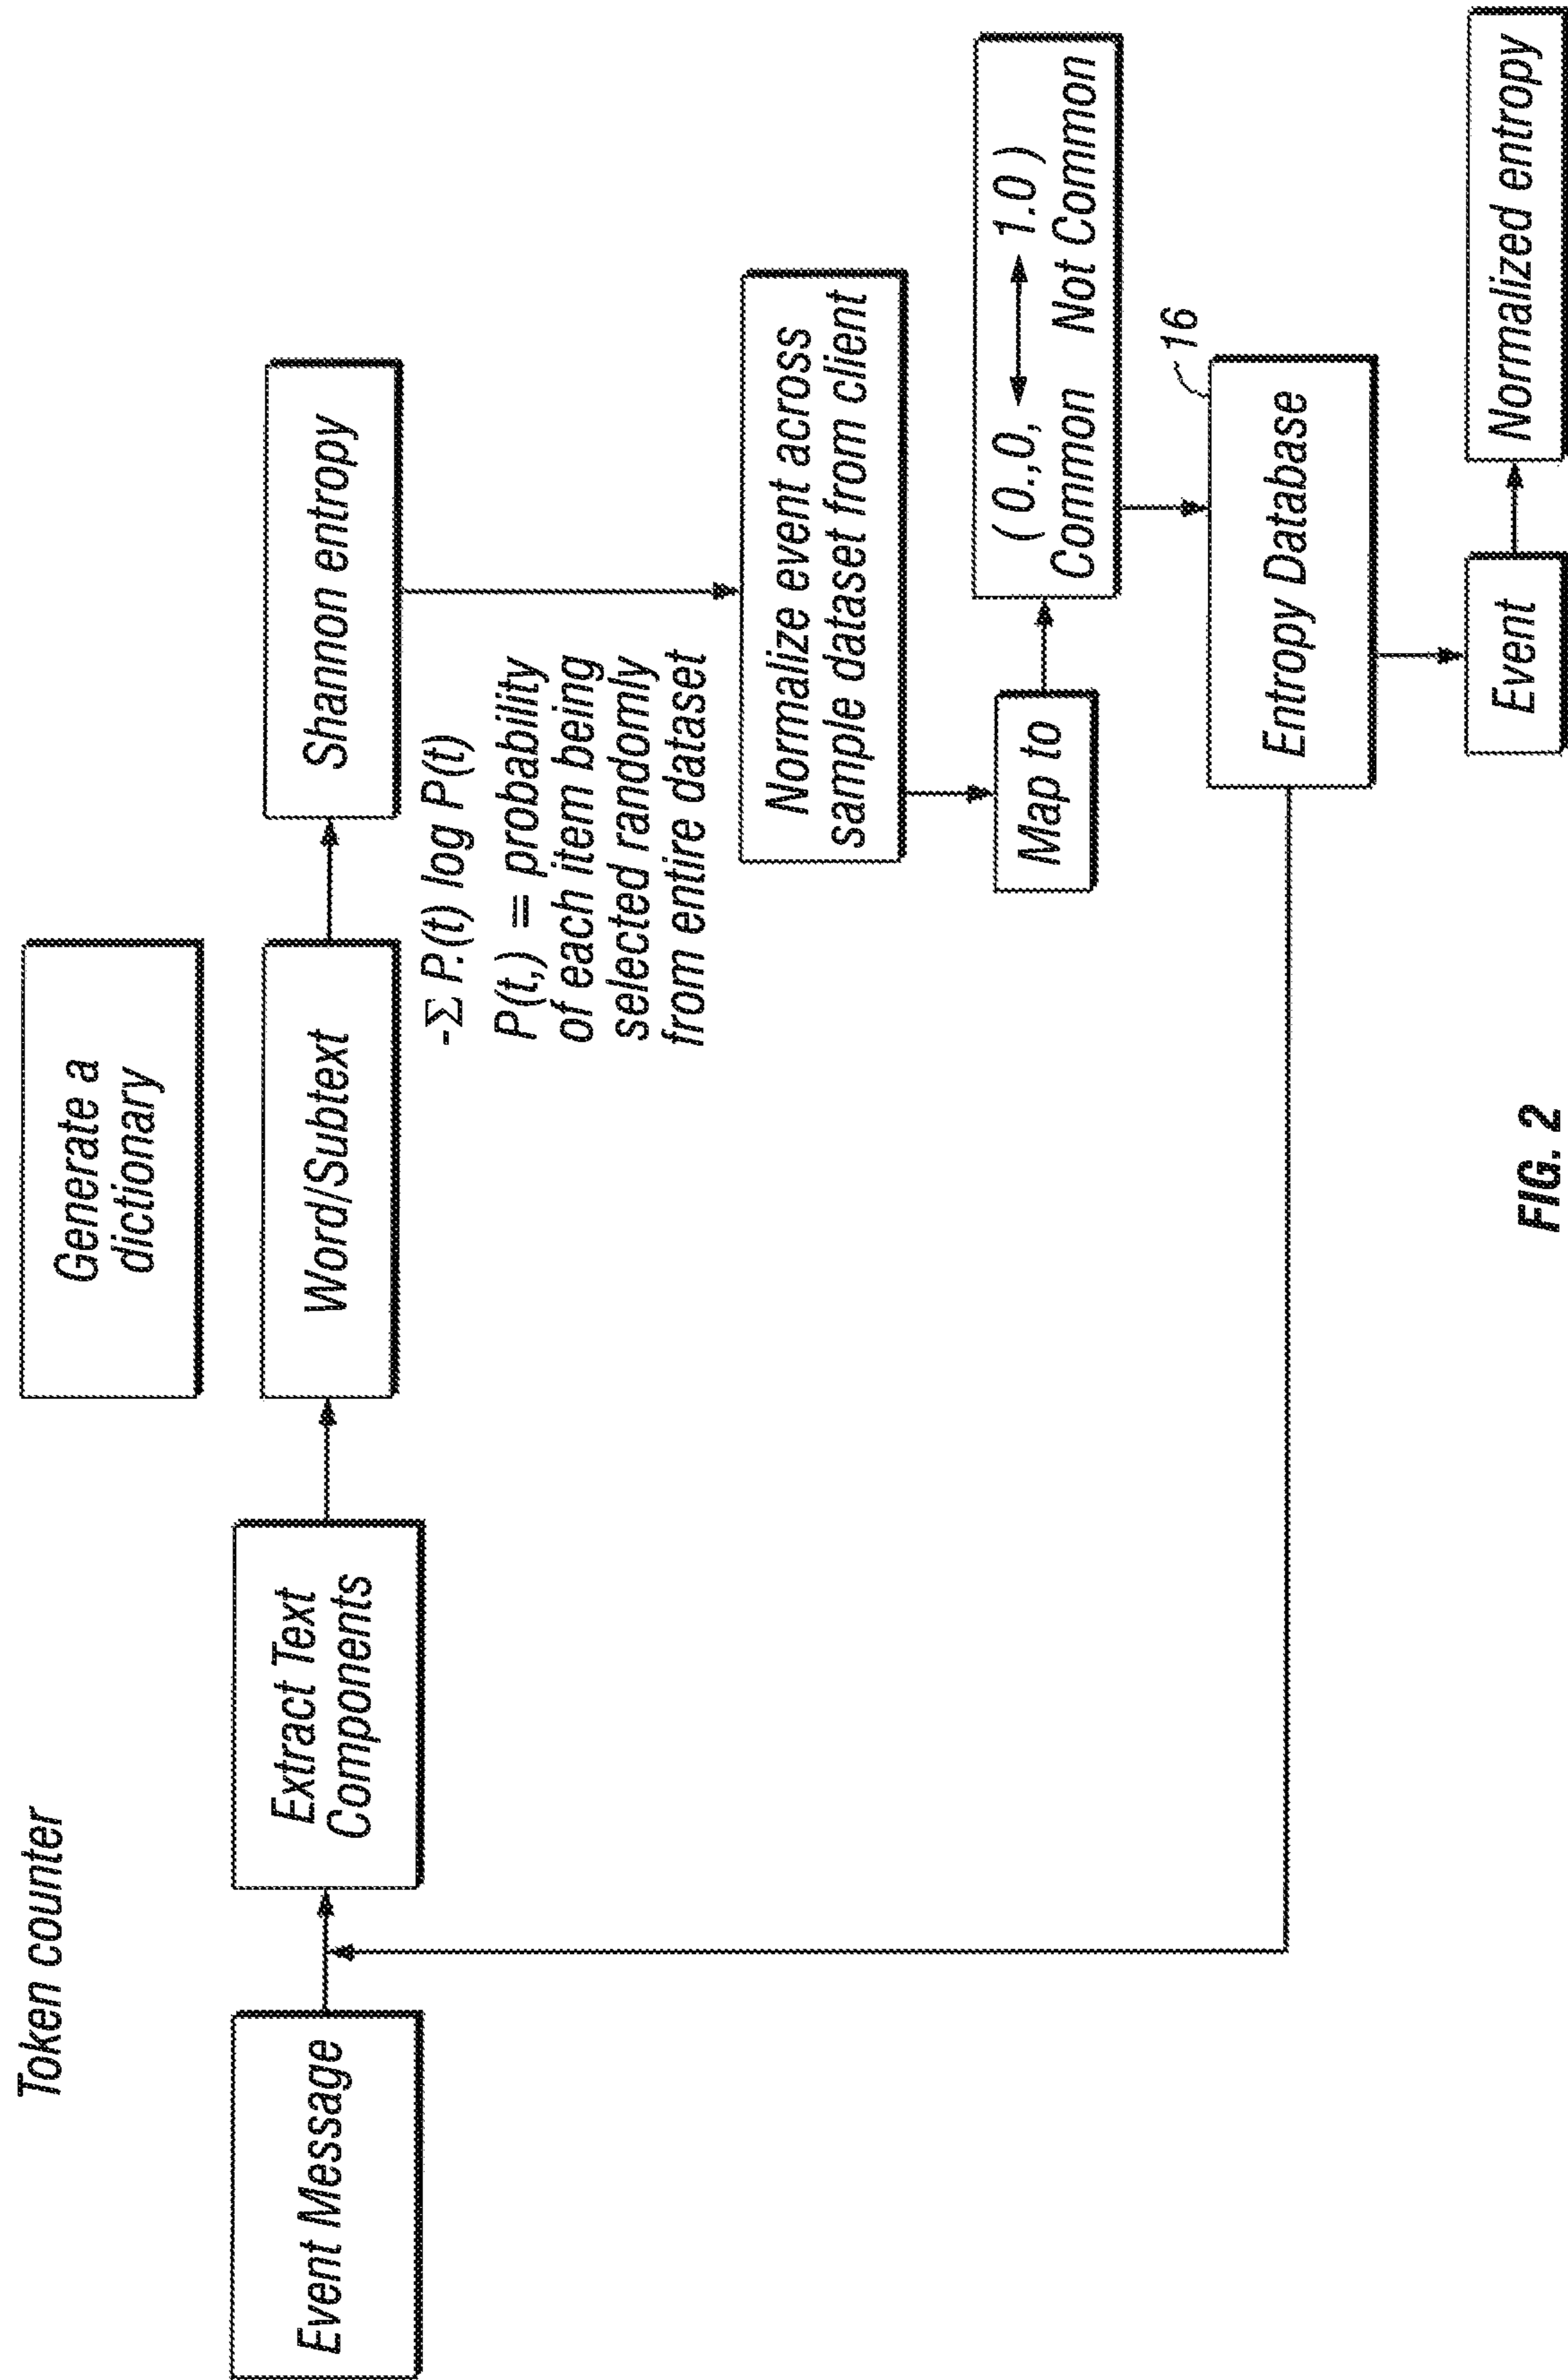 Token counter
Generate a
dictionary
Event Message
Extract Text
Components
Word/Subtext
Shannon entropy
-Σ P.(t) log P(t)
P(t,) = probability
of each item being
selected randomly
from entire dataset
Normalize event across
sample dataset from client
Map to
( 0.,0, 1.0 )
Common Not Common
16
Entropy Database
Event
Normalized entropy
FIG. 2